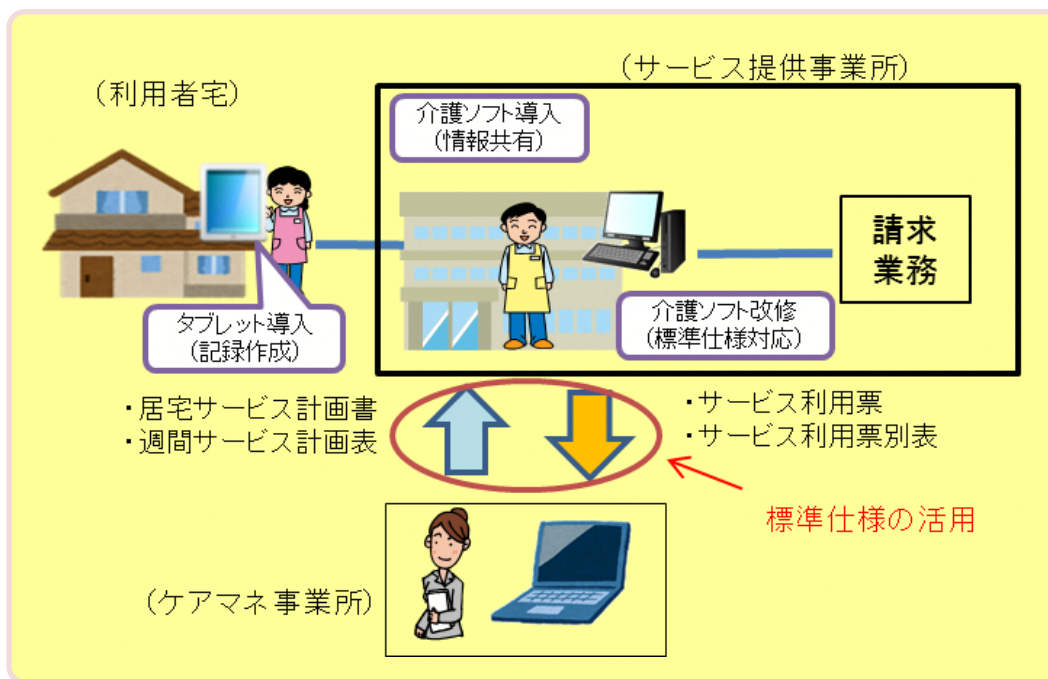 (サービス提供事業所)
(利用者宅)
介護ソフト導入
(情報共有)
請求
業務
タブレット導入
(記録作成)
介護ソフト改修
(標準仕様対応)
・居宅サービス計画書
・週間サービス計画表
・サービス利用票
・サービス利用票別表
標準仕様の活用
(ケアマネ事業所)